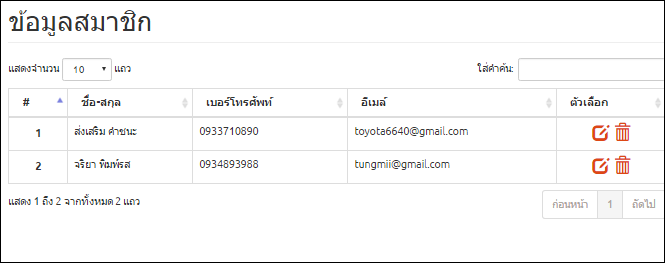 ข้อมูลสมาชิก
แสดงจำนวน 10 แถว ใส่คำค้น:
# ชื่อ-สกุล เบอร์โทรศัพท์ อีเมล์ ตัวเลือก
1 ส่งเสริม คำชนะ 0933710890 toyota6640@gmail.com
2 จริยา พิมพ์รส 0934893988 tungmii@gmail.com
แสดง 1 ถึง 2 จากทั้งหมด 2 แถว ก่อนหน้า 1 ถัดไป